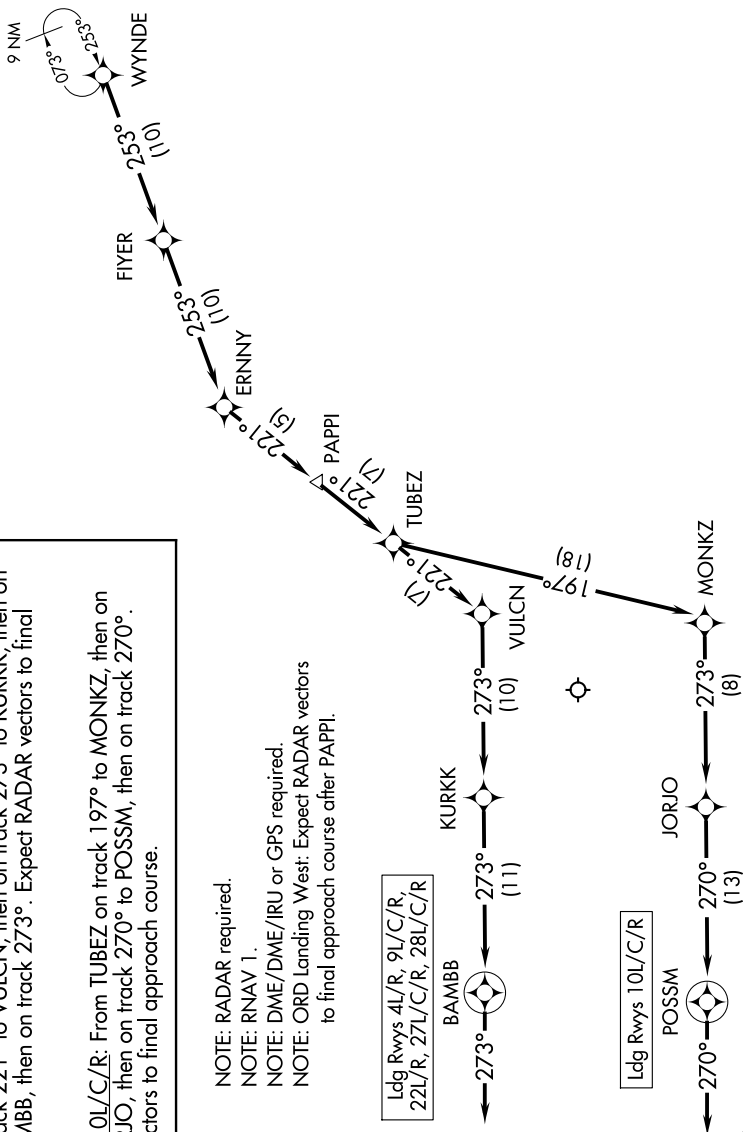 ack 221° to VULCN, then on track 273° to KURKK, then on
MBB, then on track 273°. Expect RADAR vectors to final
0L/C/R: From TUBEZ on track 197° to MONKZ, then on
RJO, then on track 270° to POSSM, then on track 270°.
ctors to final approach course.
NOTE: RADAR required.
NOTE: RNAV 1.
NOTE: DME/DME/IRU or GPS required.
NOTE: ORD Landing West: Expect RADAR vectors
to final approach course after PAPPI.
9 NM
253°
073°
WYNDE
253°
(10)
FIYER
253°
(10)
ERNNY
221°
(5)
PAPPI
221°
(7)
TUBEZ
221°
(7)
VULCN
197°
(18)
MONKZ
273°
(10)
KURKK
273°
(11)
Ldg Rwys 4L/R, 9L/C/R,
22L/R, 27L/C/R, 28L/C/R
BAMBB
273°
273°
(8)
JORJO
270°
(13)
Ldg Rwys 10L/C/R
POSSM
270°